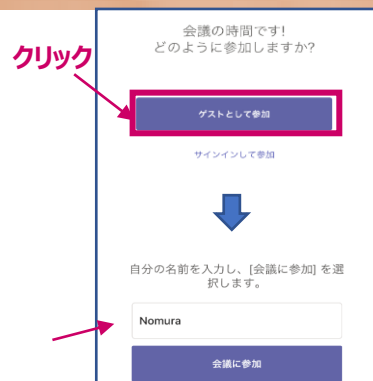 会議の時間です!
どのように参加しますか?
クリック
ゲストとして参加
サインインして参加
自分の名前を入力し、[会議に参加] を選
択します。
Nomura
会議に参加